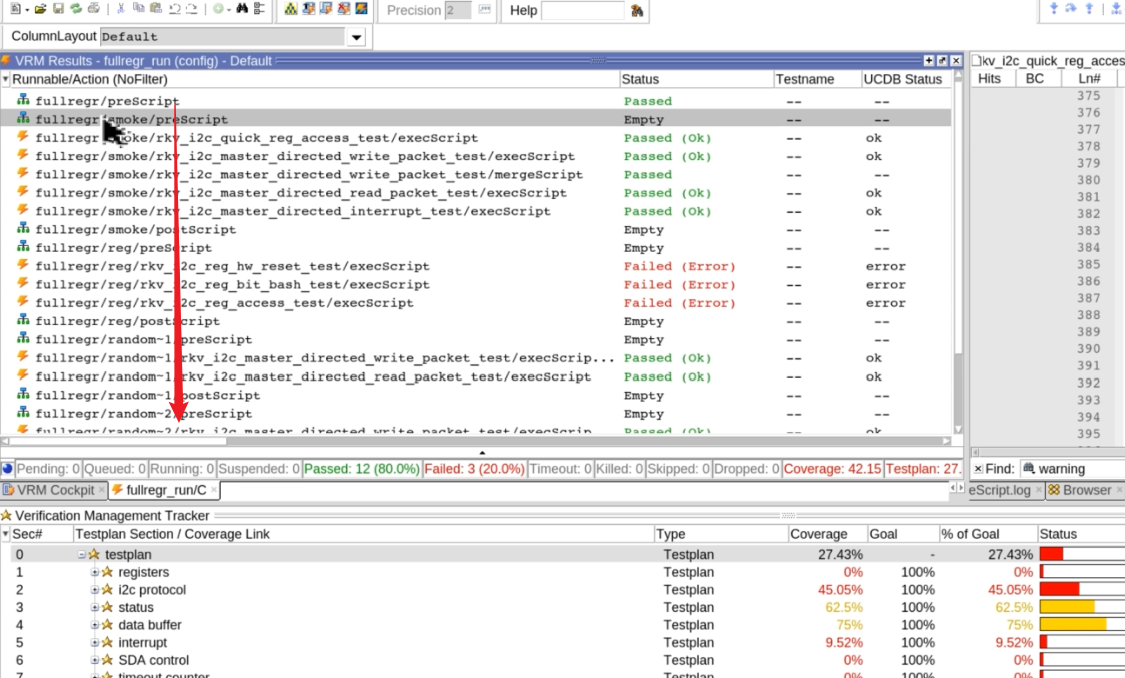 Precision 2 Help
ColumnLayout Default
VRM Results - fullregr_run (config) - Default
Runnable/Action (NoFilter) Status Testname UCDB Status
fullregr/preScript Passed -- --
fullregr/smoke/preScript Empty -- --
fullregr/smoke/rkv_i2c_quick_reg_access_test/execScript Passed (Ok) -- ok
fullregr/smoke/rkv_i2c_master_directed_write_packet_test/execScript Passed (Ok) -- ok
fullregr/smoke/rkv_i2c_master_directed_write_packet_test/mergeScript Passed -- --
fullregr/smoke/rkv_i2c_master_directed_read_packet_test/execScript Passed (Ok) -- ok
fullregr/smoke/rkv_i2c_master_directed_interrupt_test/execScript Passed (Ok) -- ok
fullregr/smoke/postScript Empty -- --
fullregr/reg/preScript Empty -- --
fullregr/reg/rkv_i2c_reg_hw_reset_test/execScript Failed (Error) -- error
fullregr/reg/rkv_i2c_reg_bit_bash_test/execScript Failed (Error) -- error
fullregr/reg/rkv_i2c_reg_access_test/execScript Failed (Error) -- error
fullregr/reg/postScript Empty -- --
fullregr/random~1/preScript Empty -- --
fullregr/random~1/rkv_i2c_master_directed_write_packet_test/execScrip... Passed (Ok) -- ok
fullregr/random~1/rkv_i2c_master_directed_read_packet_test/execScript Passed (Ok) -- ok
fullregr/random~1/postScript Empty -- --
fullregr/random~2/preScript Empty -- --
fullregr/random~2/rkv_i2c_master_directed_write_packet_test/execScrip Passed (Ok) -- ok
Pending: 0 Queued: 0 Running: 0 Suspended: 0 Passed: 12 (80.0%) Failed: 3 (20.0%) Timeout: 0 Killed: 0 Skipped: 0 Dropped: 0 Coverage: 42.15 Testplan: 27.
VRM Cockpit fullregr_run/C
kv_i2c_quick_reg_acces
Hits BC Ln#
375
376
377
378
379
380
381
382
383
384
385
386
387
388
389
390
391
392
393
394
395
Find: warning
eScript.log Browser
Verification Management Tracker
Sec# Testplan Section / Coverage Link Type Coverage Goal % of Goal Status
0 testplan Testplan 27.43% - 27.43%
1 registers Testplan 0% 100% 0%
2 i2c protocol Testplan 45.05% 100% 45.05%
3 status Testplan 62.5% 100% 62.5%
4 data buffer Testplan 75% 100% 75%
5 interrupt Testplan 9.52% 100% 9.52%
6 SDA control Testplan 0% 100% 0%
7 timeout counter Testplan 0% 100% 0%